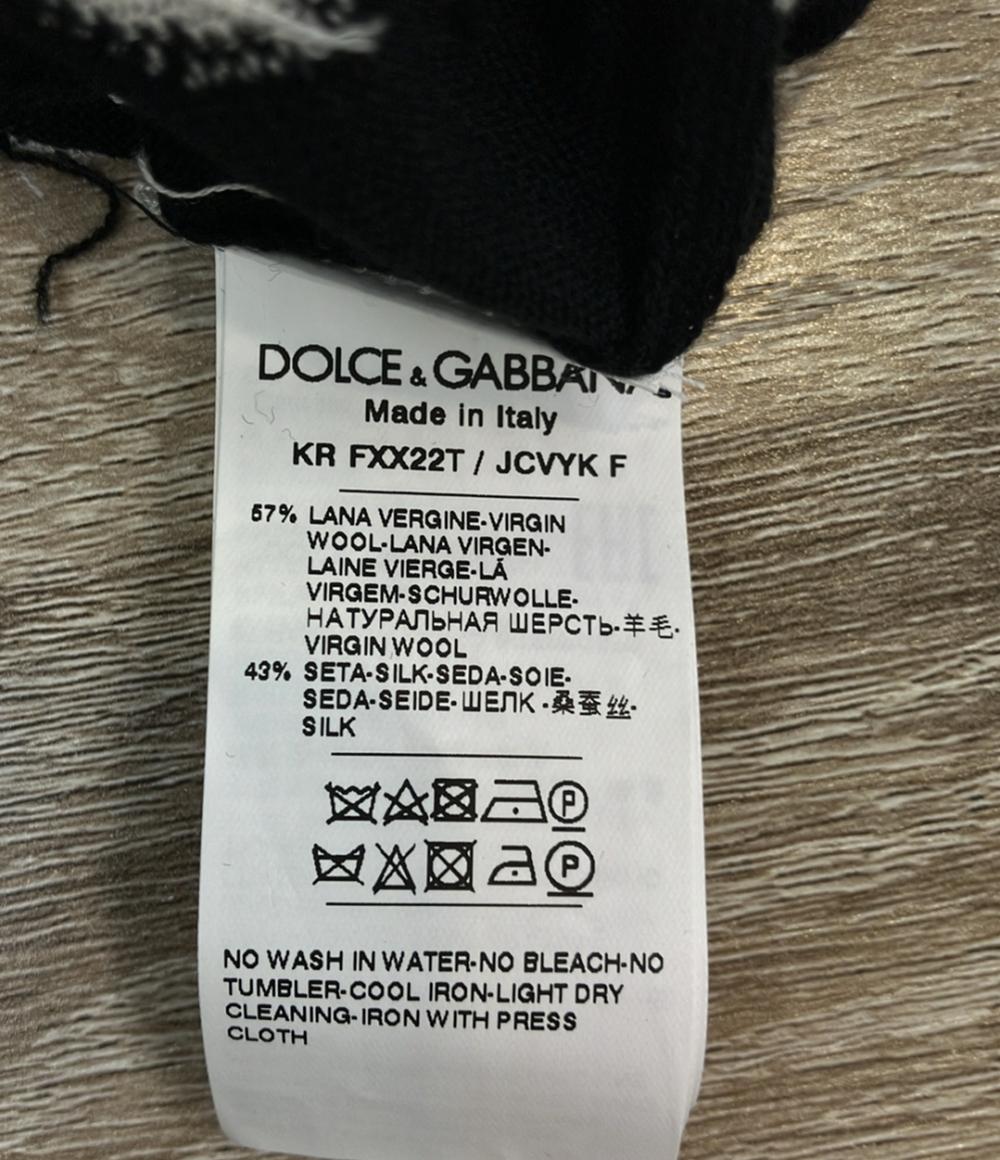 DOLCE & GABBANA
Made in Italy
KR FXX22T / JCVYK F
57% LANA VERGINE-VIRGIN
WOOL-LANA VIRGEN-
LAINE VIERGE-LÃ
VIRGEM-SCHURWOLLE-
НАТУРАЛЬНАЯ ШЕРСТЬ-羊毛-
VIRGIN WOOL
43% SETA-SILK-SEDA-SOIE-
SEDA-SEIDE-ШЕЛК-桑蚕丝-
SILK
P
P
NO WASH IN WATER-NO BLEACH-NO
TUMBLER-COOL IRON-LIGHT DRY
CLEANING-IRON WITH PRESS
CLOTH